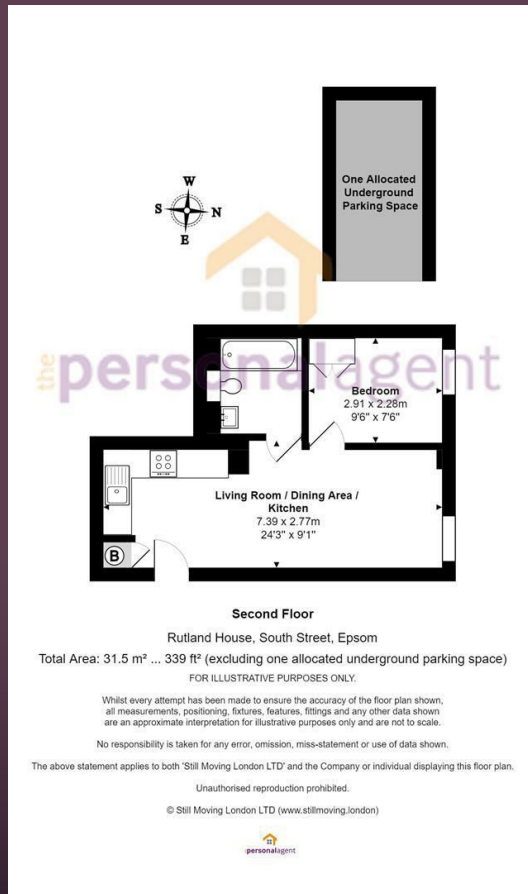 One Allocated
Underground
Parking Space
W
S
N
E
the personal agent
Bedroom
2.91 x 2.28m
9'6" x 7'6"
Living Room / Dining Area /
Kitchen
7.39 x 2.77m
24'3" x 9'1"
B
Second Floor
Rutland House, South Street, Epsom
Total Area: 31.5 m² ... 339 ft² (excluding one allocated underground parking space)
FOR ILLUSTRATIVE PURPOSES ONLY.
Whilst every attempt has been made to ensure the accuracy of the floor plan shown,
all measurements, positioning, fixtures, features, fittings and any other data shown
are an approximate interpretation for illustrative purposes only and are not to scale.
No responsibility is taken for any error, omission, miss-statement or use of data shown.
The above statement applies to both 'Still Moving London LTD' and the Company or individual displaying this floor plan.
Unauthorised reproduction prohibited.
© Still Moving London LTD (www.stillmoving.london)
personalagent